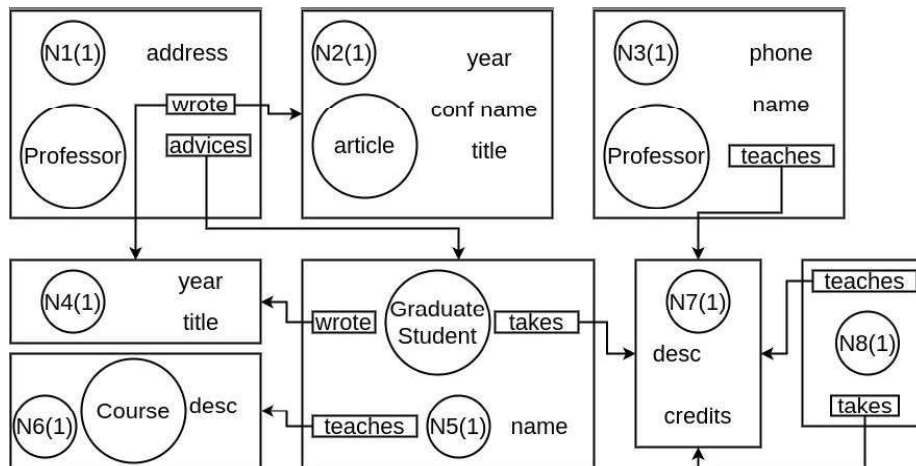 N1(1)
address
wrote
Professor
advices
N2(1)
year
conf name
article
title
N3(1)
phone
name
Professor
teaches
N4(1)
year
title
wrote
Graduate
Student
takes
teaches
N5(1)
name
N7(1)
desc
credits
teaches
N8(1)
takes
Course
desc
N6(1)